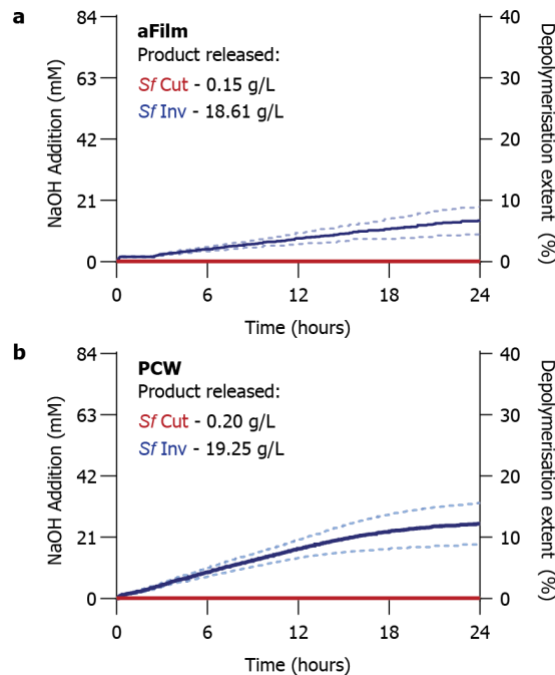 a
aFilm
Product released:
Sf Cut - 0.15 g/L
Sf Inv - 18.61 g/L
NaOH Addition (mM)
84
63
42
21
0
Depolymerisation extent (%)
40
30
20
10
0
0 6 12 18 24
Time (hours)
b
PCW
Product released:
Sf Cut - 0.20 g/L
Sf Inv - 19.25 g/L
NaOH Addition (mM)
84
63
42
21
0
Depolymerisation extent (%)
40
30
20
10
0
0 6 12 18 24
Time (hours)